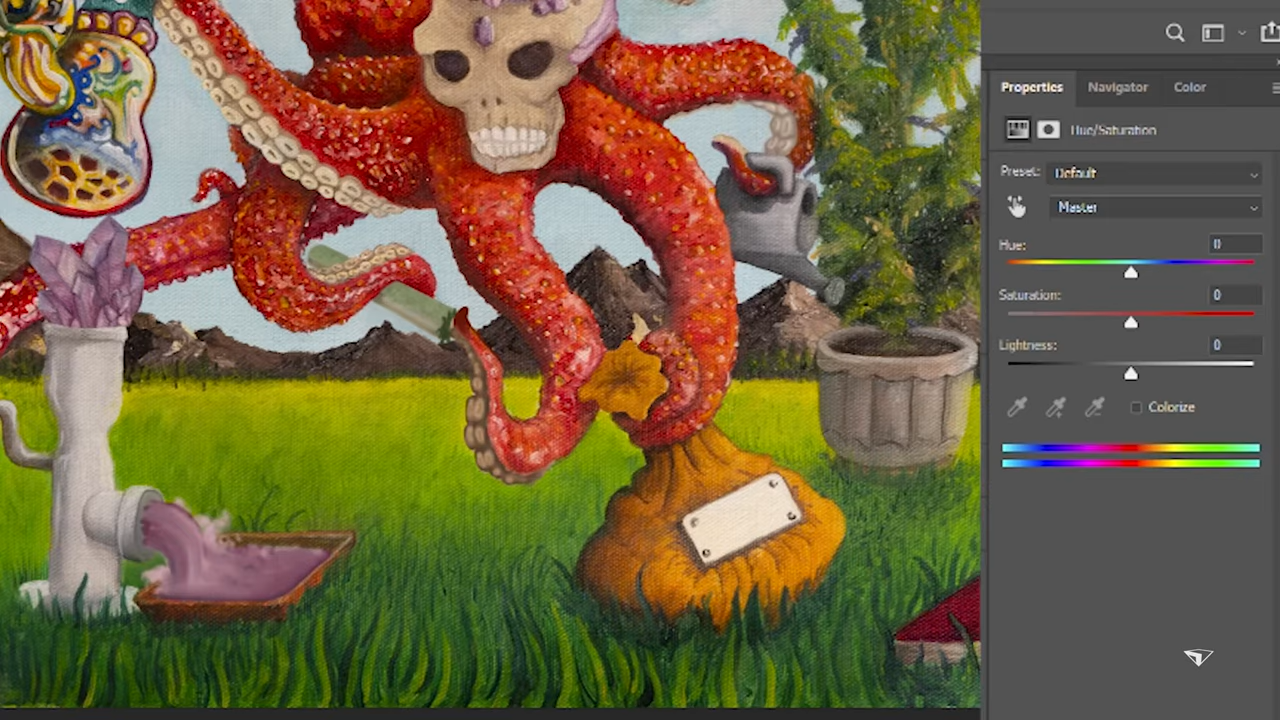 Properties Navigator Color
Hue/Saturation
Preset: Default
Master
Hue: 0
Saturation: 0
Lightness: 0
Colorize